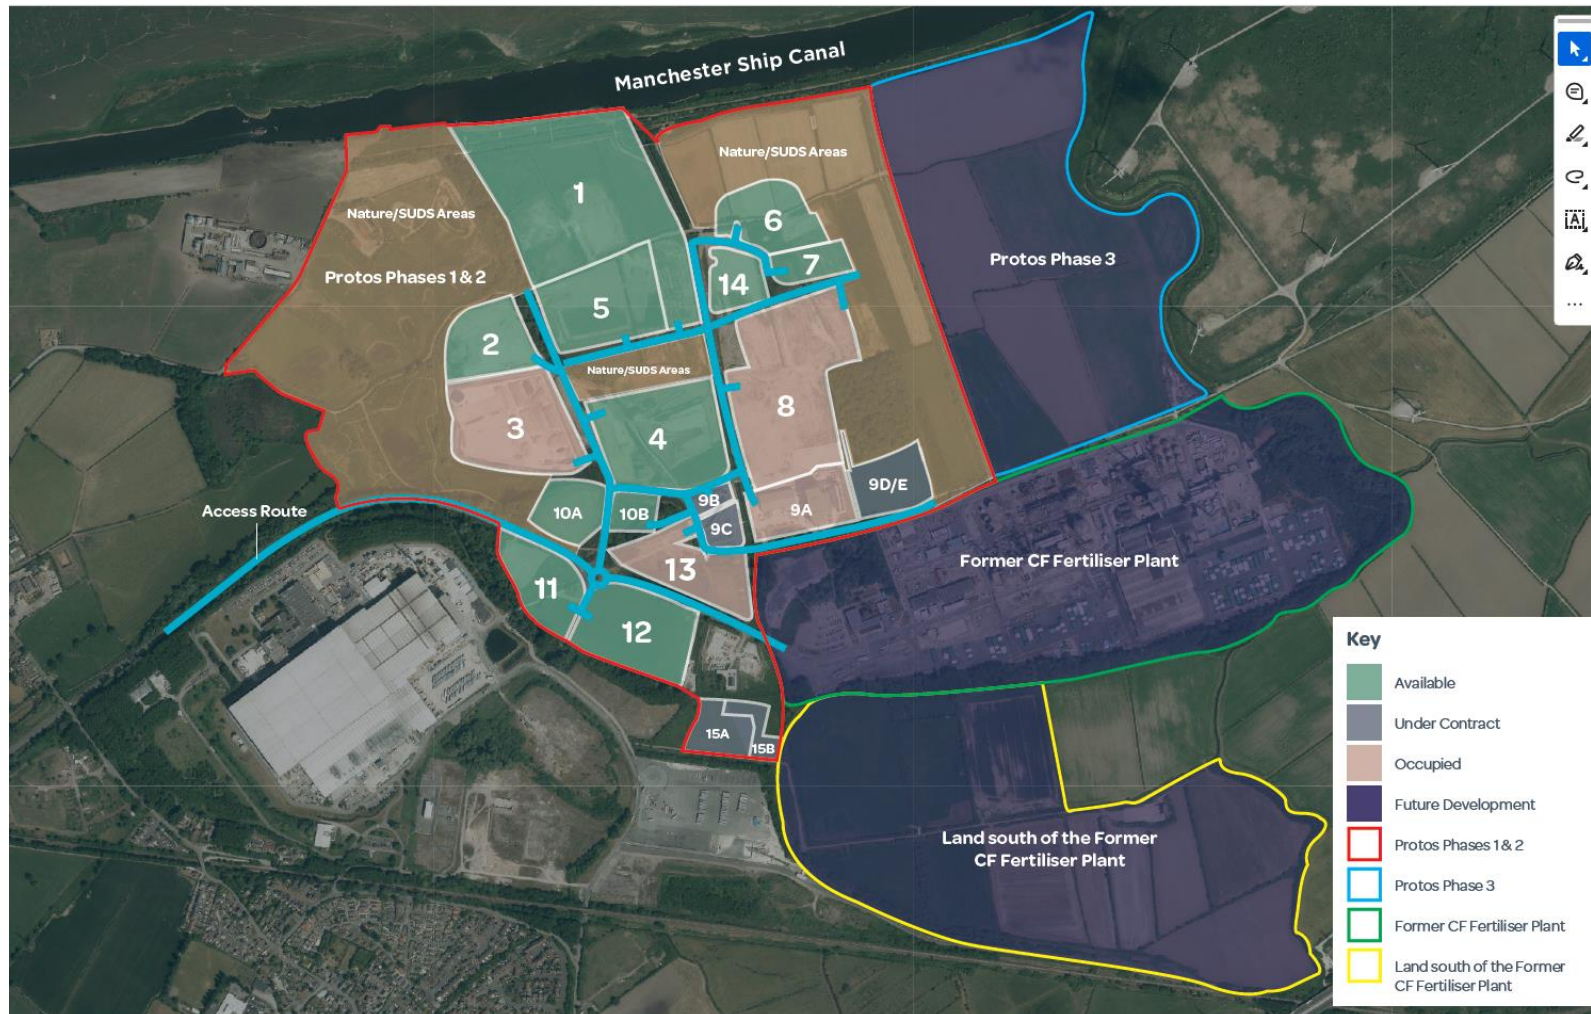 Manchester Ship Canal
Nature/SUDS Areas
1
6
Nature/SUDS Areas
Protos Phases 1 & 2
Protos Phase 3
7
14
5
2
Nature/SUDS Areas
8
3
4
9D/E
9B
9A
Access Route
10A
10B
9C
Former CF Fertiliser Plant
13
11
12
15A
15B
Land south of the Former
CF Fertiliser Plant
Key
Available
Under Contract
Occupied
Future Development
Protos Phases 1 & 2
Protos Phase 3
Former CF Fertiliser Plant
Land south of the Former
CF Fertiliser Plant